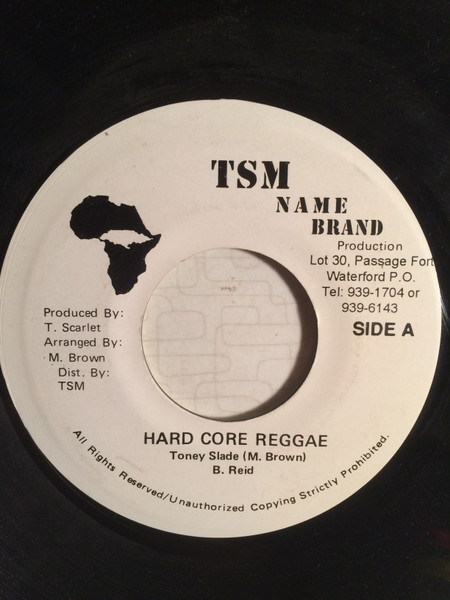 TSM
NAME
BRAND
Production
Lot 30, Passage Fort
Waterford P.O.
Tel: 939-1704 or
939-6143
SIDE A
Produced By:
T. Scarlet
Arranged By:
M. Brown
Dist. By:
TSM
HARD CORE REGGAE
Toney Slade (M. Brown)
B. Reid
All Rights Reserved/Unauthorized Copying Strictly Prohibited.